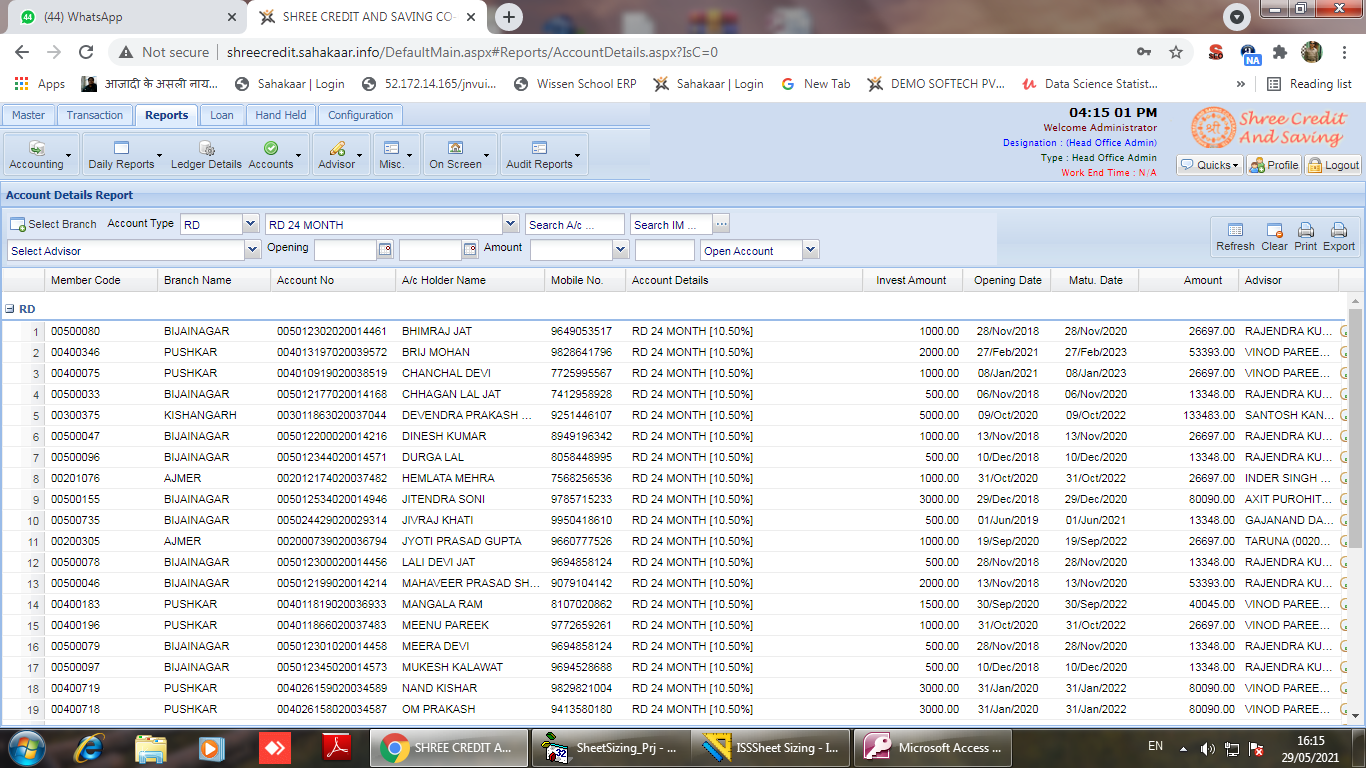 (44) WhatsApp
SHREE CREDIT AND SAVING CO-
Not secure | shreecredit.sahakaar.info/DefaultMain.aspx#Reports/AccountDetails.aspx?IsC=0
Apps आजादी के असली नाय... Sahakaar | Login 52.172.14.165/jnvui... Wissen School ERP Sahakaar | Login New Tab DEMO SOFTECH PV... Data Science Statist... » Reading list
Master Transaction Reports Loan Hand Held Configuration
04:15 01 PM
Welcome Administrator
Designation : (Head Office Admin)
Type : Head Office Admin
Work End Time : N/A
Shree Credit
And Saving
Accounting Daily Reports Ledger Details Accounts Advisor Misc. On Screen Audit Reports
Quicks Profile Logout
Account Details Report
Select Branch Account Type RD RD 24 MONTH Search A/c ... Search IM ...
Select Advisor Opening Amount Open Account
Refresh Clear Print Export
Member Code Branch Name Account No A/c Holder Name Mobile No. Account Details Invest Amount Opening Date Matu. Date Amount Advisor
RD
1 00500080 BIJAINAGAR 005012302020014461 BHIMRAJ JAT 9649053517 RD 24 MONTH [10.50%] 1000.00 28/Nov/2018 28/Nov/2020 26697.00 RAJENDRA KU...
2 00400346 PUSHKAR 004013197020039572 BRIJ MOHAN 9828641796 RD 24 MONTH [10.50%] 2000.00 27/Feb/2021 27/Feb/2023 53393.00 VINOD PAREE...
3 00400075 PUSHKAR 004010919020038519 CHANCHAL DEVI 7725995567 RD 24 MONTH [10.50%] 1000.00 08/Jan/2021 08/Jan/2023 26697.00 VINOD PAREE...
4 00500033 BIJAINAGAR 005012177020014168 CHHAGAN LAL JAT 7412958928 RD 24 MONTH [10.50%] 500.00 06/Nov/2018 06/Nov/2020 13348.00 RAJENDRA KU...
5 00300375 KISHANGARH 003011863020037044 DEVENDRA PRAKASH ... 9251446107 RD 24 MONTH [10.50%] 5000.00 09/Oct/2020 09/Oct/2022 133483.00 SANTOSH KAN...
6 00500047 BIJAINAGAR 005012200020014216 DINESH KUMAR 8949196342 RD 24 MONTH [10.50%] 1000.00 13/Nov/2018 13/Nov/2020 26697.00 RAJENDRA KU...
7 00500096 BIJAINAGAR 005012344020014571 DURGA LAL 8058448995 RD 24 MONTH [10.50%] 500.00 10/Dec/2018 10/Dec/2020 13348.00 RAJENDRA KU...
8 00201076 AJMER 002012174020037482 HEMLATA MEHRA 7568256536 RD 24 MONTH [10.50%] 1000.00 31/Oct/2020 31/Oct/2022 26697.00 INDER SINGH ...
9 00500155 BIJAINAGAR 005012534020014946 JITENDRA SONI 9785715233 RD 24 MONTH [10.50%] 3000.00 29/Dec/2018 29/Dec/2020 80090.00 AXIT PUROHIT...
10 00500735 BIJAINAGAR 005024429020029314 JIVRAJ KHATI 9950418610 RD 24 MONTH [10.50%] 500.00 01/Jun/2019 01/Jun/2021 13348.00 GAJANAND DA...
11 00200305 AJMER 002000739020036794 JYOTI PRASAD GUPTA 9660777526 RD 24 MONTH [10.50%] 1000.00 19/Sep/2020 19/Sep/2022 26697.00 TARUNA (0020...
12 00500078 BIJAINAGAR 005012300020014456 LALI DEVI JAT 9694858124 RD 24 MONTH [10.50%] 500.00 28/Nov/2018 28/Nov/2020 13348.00 RAJENDRA KU...
13 00500046 BIJAINAGAR 005012199020014214 MAHAVEER PRASAD SH... 9079104142 RD 24 MONTH [10.50%] 2000.00 13/Nov/2018 13/Nov/2020 53393.00 RAJENDRA KU...
14 00400183 PUSHKAR 004011819020036933 MANGALA RAM 8107020862 RD 24 MONTH [10.50%] 1500.00 30/Sep/2020 30/Sep/2022 40045.00 VINOD PAREE...
15 00400196 PUSHKAR 004011866020037483 MEENU PAREEK 9772659261 RD 24 MONTH [10.50%] 1000.00 31/Oct/2020 31/Oct/2022 26697.00 VINOD PAREE...
16 00500079 BIJAINAGAR 005012301020014458 MEERA DEVI 9694858124 RD 24 MONTH [10.50%] 500.00 28/Nov/2018 28/Nov/2020 13348.00 RAJENDRA KU...
17 00500097 BIJAINAGAR 005012345020014573 MUKESH KALAWAT 9694528688 RD 24 MONTH [10.50%] 500.00 10/Dec/2018 10/Dec/2020 13348.00 RAJENDRA KU...
18 00400719 PUSHKAR 004026159020034589 NAND KISHAR 9829821004 RD 24 MONTH [10.50%] 3000.00 31/Jan/2020 31/Jan/2022 80090.00 VINOD PAREE...
19 00400718 PUSHKAR 004026158020034587 OM PRAKASH 9413580180 RD 24 MONTH [10.50%] 3000.00 31/Jan/2020 31/Jan/2022 80090.00 VINOD PAREE...
SHREE CREDIT A... SheetSizing_Prj - ... ISSSheet Sizing - I... Microsoft Access ... EN 16:15
29/05/2021